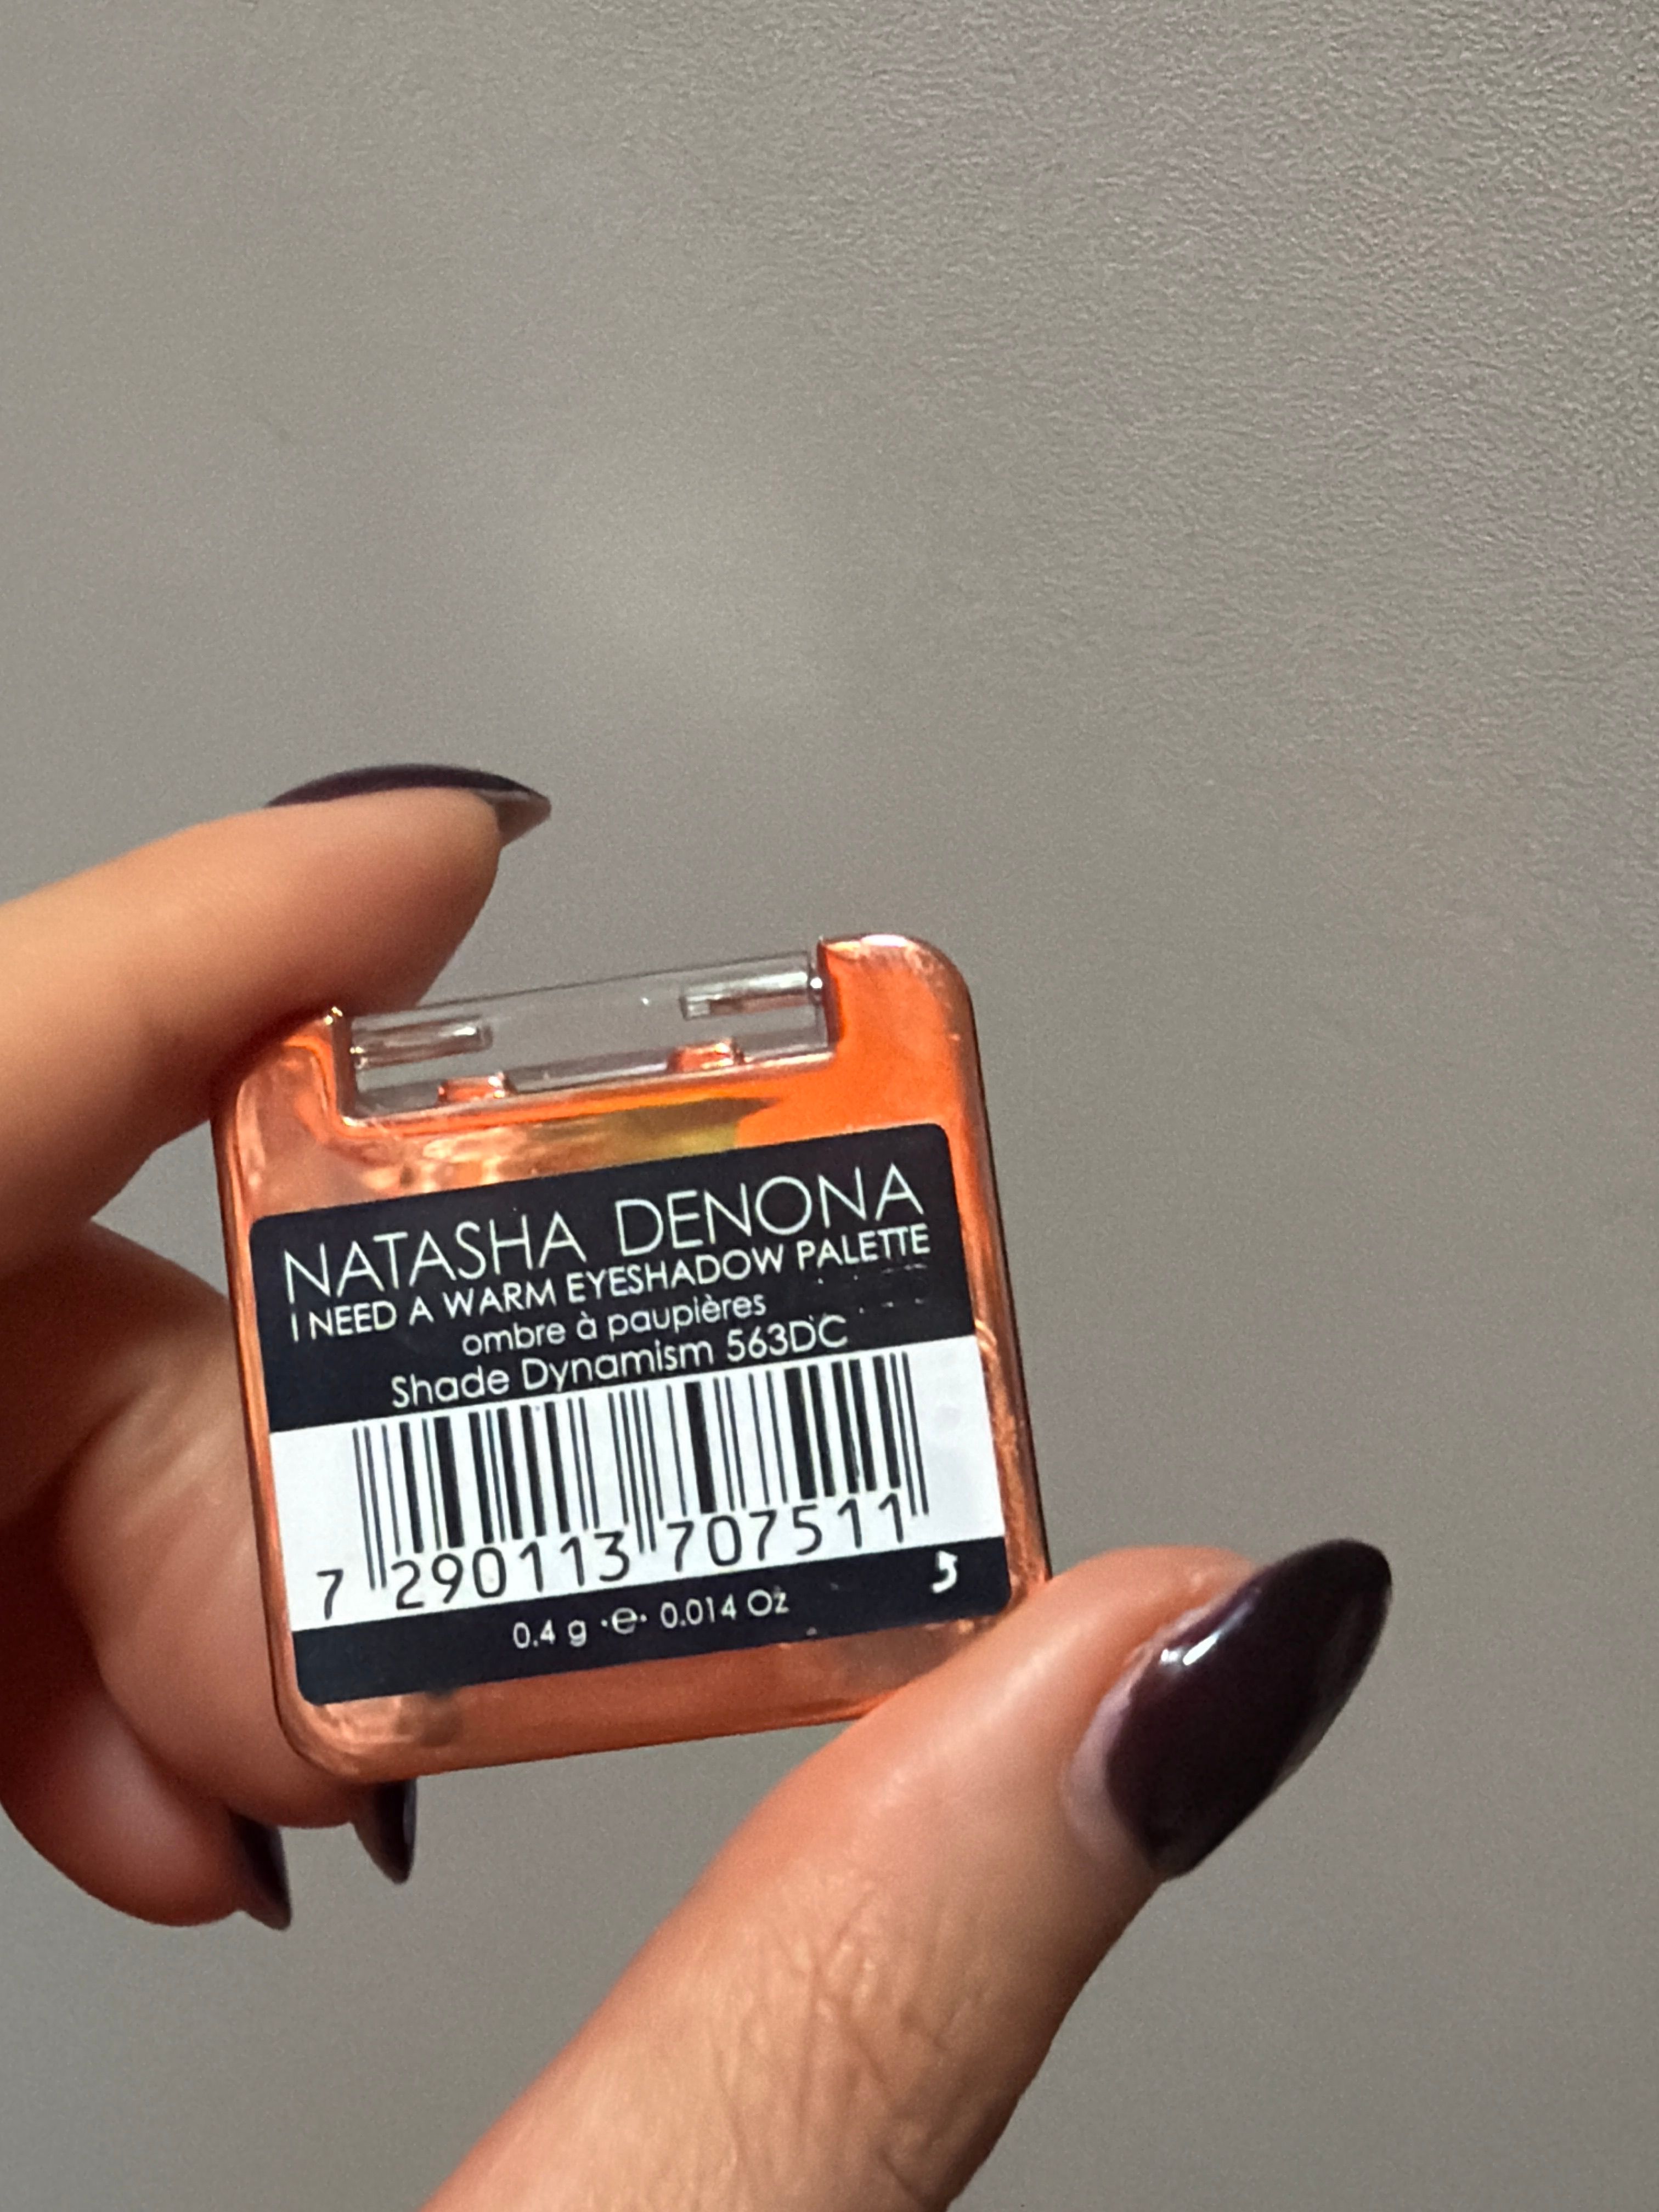 NATASHA DENONA
I NEED A WARM EYESHADOW PALETTE
ombre à paupières
Shade Dynamism 563DC
7 290113 707511
0.4 g ·e· 0.014 Oz